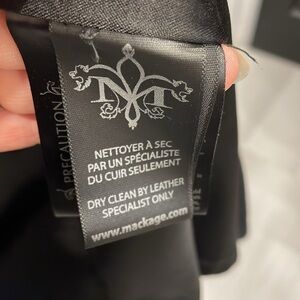 PRECAUTION
NETTOYER À SEC
PAR UN SPÉCIALISTE
DU CUIR SEULEMENT
DRY CLEAN BY LEATHER
SPECIALIST ONLY
www.mackage.com